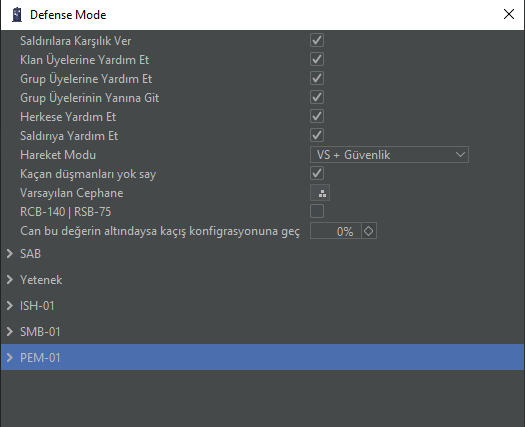 Defense Mode
Saldırılara Karşılık Ver
Klan Üyelerine Yardım Et
Grup Üyelerine Yardım Et
Grup Üyelerinin Yanına Git
Herkese Yardım Et
Saldırıya Yardım Et
Hareket Modu VS + Güvenlik
Kaçan düşmanları yok say
Varsayılan Cephane
RCB-140 | RSB-75
Can bu değerin altındaysa kaçış konfigrasyonuna geç 0%
SAB
Yetenek
ISH-01
SMB-01
PEM-01